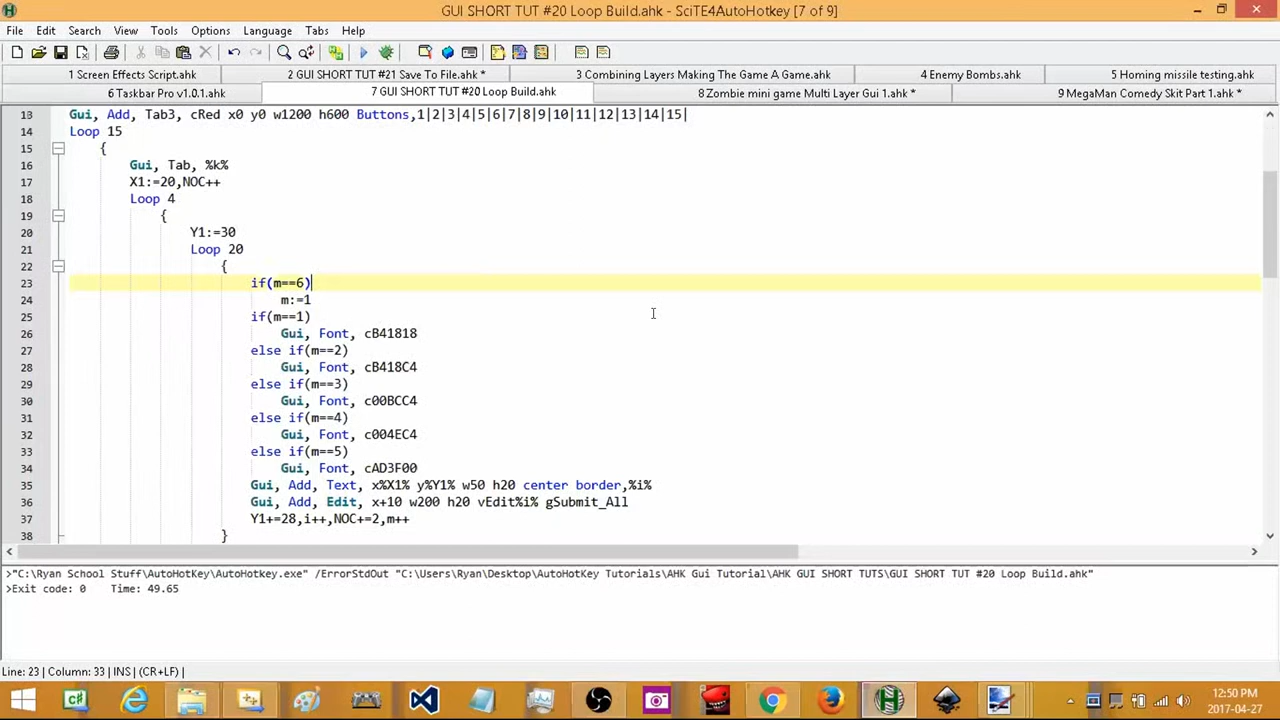 GUI SHORT TUT #20 Loop Build.ahk - SciTE4AutoHotkey [7 of 9]
File Edit Search View Tools Options Language Tabs Help
1 Screen Effects Script.ahk 2 GUI SHORT TUT #21 Save To File.ahk * 3 Combining Layers Making The Game A Game.ahk 4 Enemy Bombs.ahk 5 Homing missile testing.ahk
6 Taskbar Pro v1.0.1.ahk 7 GUI SHORT TUT #20 Loop Build.ahk 8 Zombie mini game Multi Layer Gui 1.ahk * 9 MegaMan Comedy Skit Part 1.ahk *
13 Gui, Add, Tab3, cRed x0 y0 w1200 h600 Buttons,1|2|3|4|5|6|7|8|9|10|11|12|13|14|15|
14 Loop 15
15 {
16 Gui, Tab, %k%
17 X1:=20,NOC++
18 Loop 4
19 {
20 Y1:=30
21 Loop 20
22 {
23 if(m==6)
24 m:=1
25 if(m==1)
26 Gui, Font, cB41818
27 else if(m==2)
28 Gui, Font, cB418C4
29 else if(m==3)
30 Gui, Font, c00BCC4
31 else if(m==4)
32 Gui, Font, c004EC4
33 else if(m==5)
34 Gui, Font, cAD3F00
35 Gui, Add, Text, x%X1% y%Y1% w50 h20 center border,%i%
36 Gui, Add, Edit, x+10 w200 h20 vEdit%i% gSubmit_All
37 Y1+=28,i++,NOC+=2,m++
38 }
>"C:\Ryan School Stuff\AutoHotKey\AutoHotkey.exe" /ErrorStdOut "C:\Users\Ryan\Desktop\AutoHotKey Tutorials\AHK Gui Tutorial\AHK GUI SHORT TUTS\GUI SHORT TUT #20 Loop Build.ahk"
>Exit code: 0 Time: 49.65
Line: 23 | Column: 33 | INS | (CR+LF) |
12:50 PM
2017-04-27